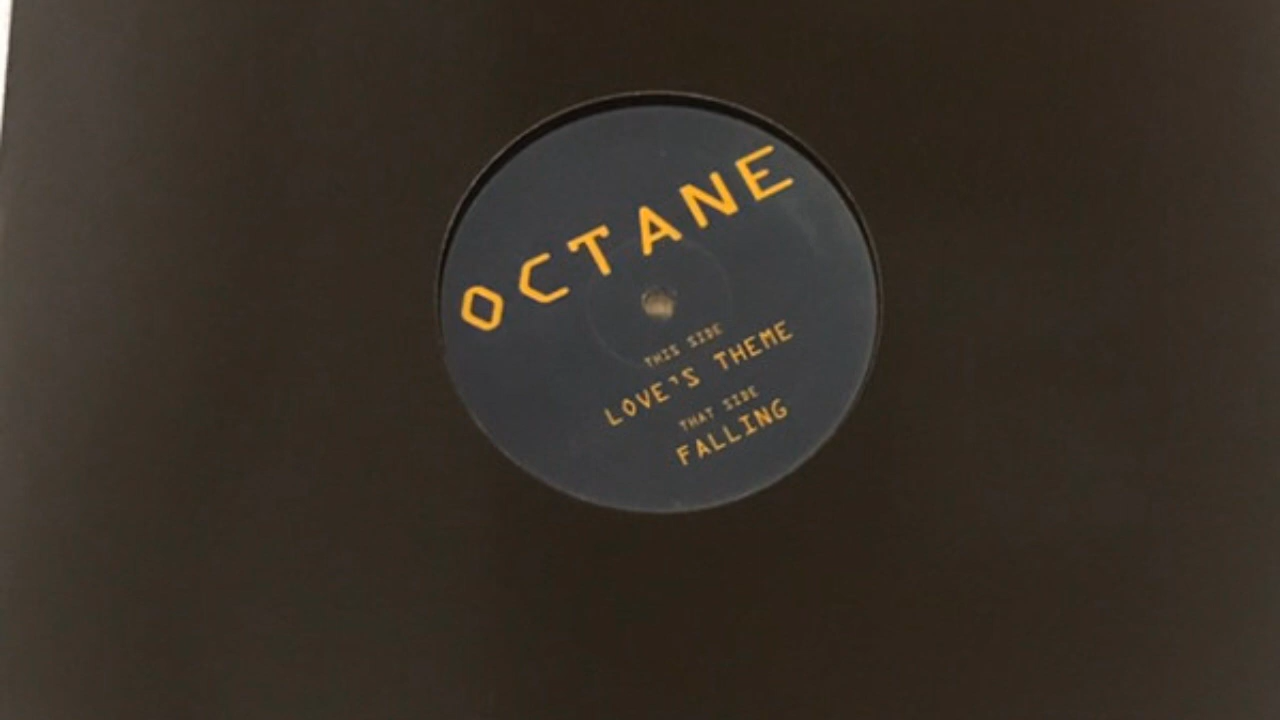 OCTANE
THIS SIDE
LOVE'S THEME
THAT SIDE
FALLING